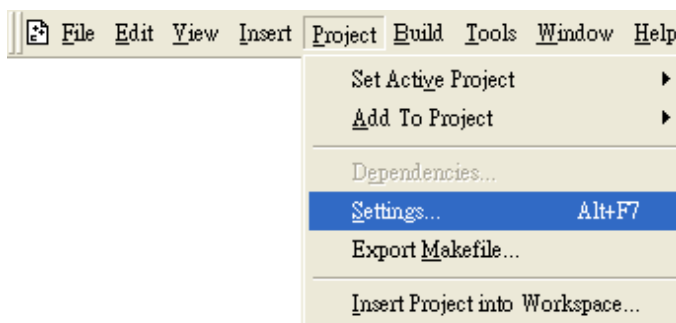 File Edit View Insert Project Build Tools Window Help
Set Active Project
Add To Project
Dependencies...
Settings... Alt+F7
Export Makefile...
Insert Project into Workspace...